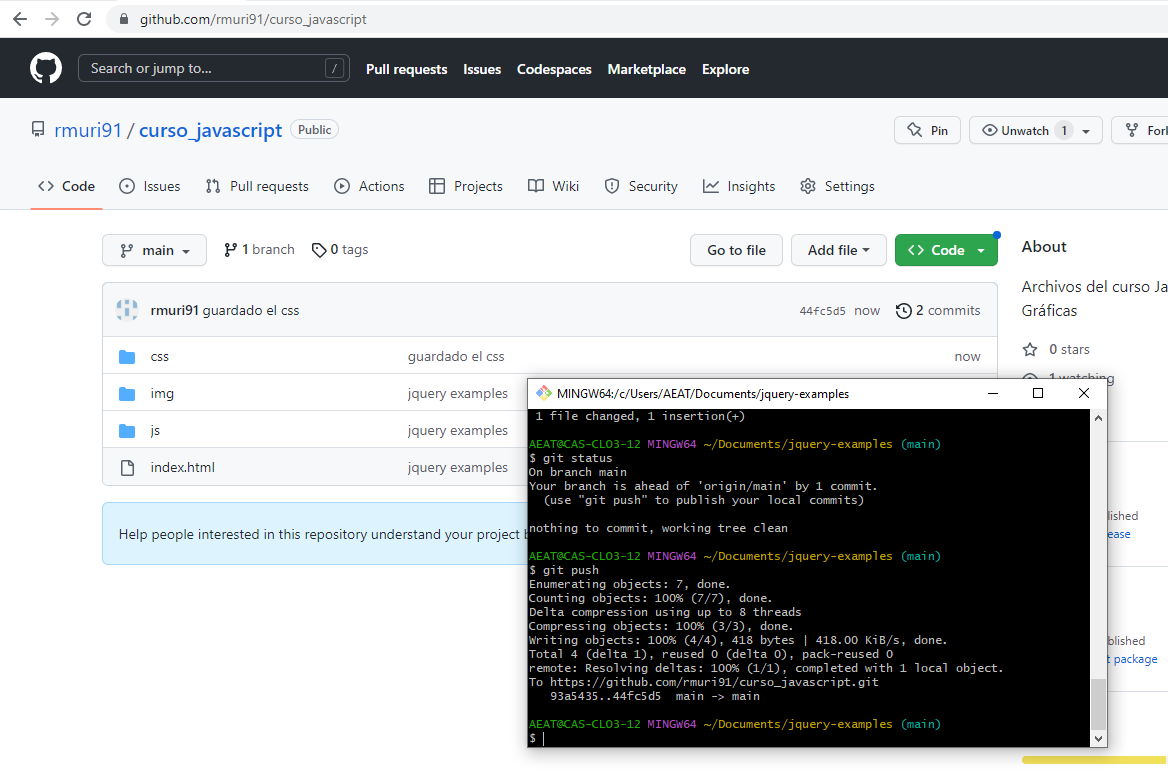 github.com/rmuri91/curso_javascript
Search or jump to... /
Pull requests Issues Codespaces Marketplace Explore
rmuri91 / curso_javascript Public
Pin Unwatch 1
Code Issues Pull requests Actions Projects Wiki Security Insights Settings
main 1 branch 0 tags Go to file Add file Code
About
Archivos del curso
Gráficas
rmuri91 guardado el css 44fc5d5 now 2 commits
css guardado el css now
0 stars
1 watching
img jquery examples
js jquery examples
index.html jquery examples
Help people interested in this repository understand your project
MINGW64:/c/Users/AEAT/Documents/jquery-examples
1 file changed, 1 insertion(+)
AEAT@CAS-CLO3-12 MINGW64 ~/Documents/jquery-examples (main)
$ git status
On branch main
Your branch is ahead of 'origin/main' by 1 commit.
(use "git push" to publish your local commits)
nothing to commit, working tree clean
AEAT@CAS-CLO3-12 MINGW64 ~/Documents/jquery-examples (main)
$ git push
Enumerating objects: 7, done.
Counting objects: 100% (7/7), done.
Delta compression using up to 8 threads
Compressing objects: 100% (3/3), done.
Writing objects: 100% (4/4), 418 bytes | 418.00 KiB/s, done.
Total 4 (delta 1), reused 0 (delta 0), pack-reused 0
remote: Resolving deltas: 100% (1/1), completed with 1 local object.
To https://github.com/rmuri91/curso_javascript.git
93a5435..44fc5d5 main -> main
AEAT@CAS-CLO3-12 MINGW64 ~/Documents/jquery-examples (main)
$
package